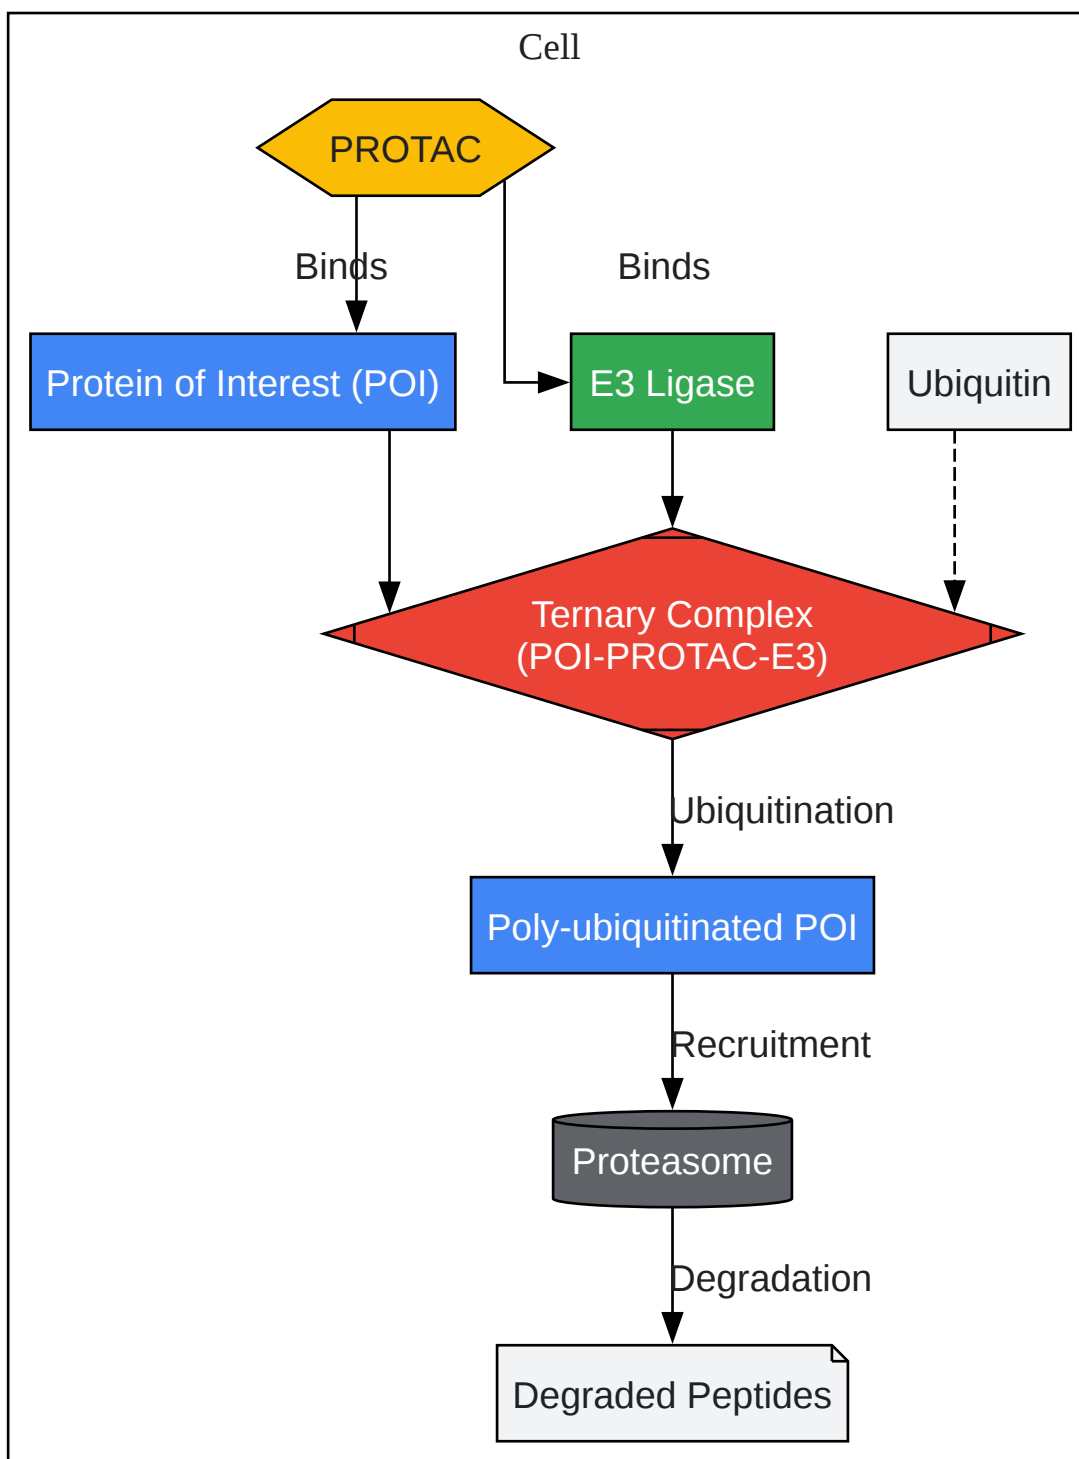 Cell
PROTAC
Binds
Binds
Protein of Interest (POI)
E3 Ligase
Ubiquitin
Ternary Complex
(POI-PROTAC-E3)
Ubiquitination
Poly-ubiquitinated POI
Recruitment
Proteasome
Degradation
Degraded Peptides